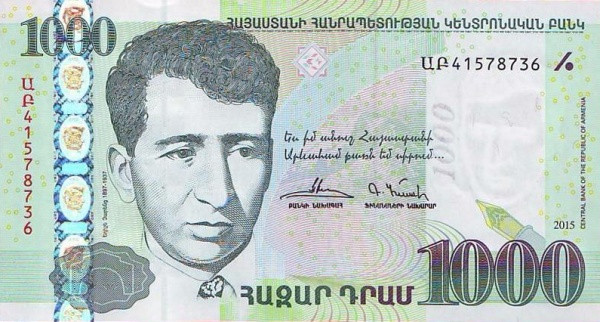 1000
ՀԱՅԱՍՏԱՆԻ ՀԱՆՐԱՊԵՏՈՒԹՅԱՆ ԿԵՆՏՐՈՆԱԿԱՆ ԲԱՆԿ
ԱԲ41578736
ԱԲ41578736
Ես իմ անուշ Հայաստանի
Արևահամ բառն եմ սիրում...
1000
ԲԱՆԿԻ ՆԱԽԱԳԱՀ
ՖԻՆԱՆՍՆԵՐԻ ՆԱԽԱՐԱՐ
Եղիշե Չարենց 1897-1937
2015
CENTRAL BANK OF THE REPUBLIC OF ARMENIA
ՀԱԶԱՐ ԴՐԱՄ
1000